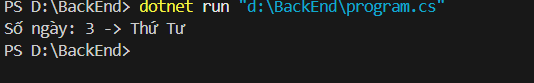 PS D:\BackEnd> dotnet run "d:\BackEnd\program.cs"
Số ngày: 3 -> Thứ Tư
PS D:\BackEnd>